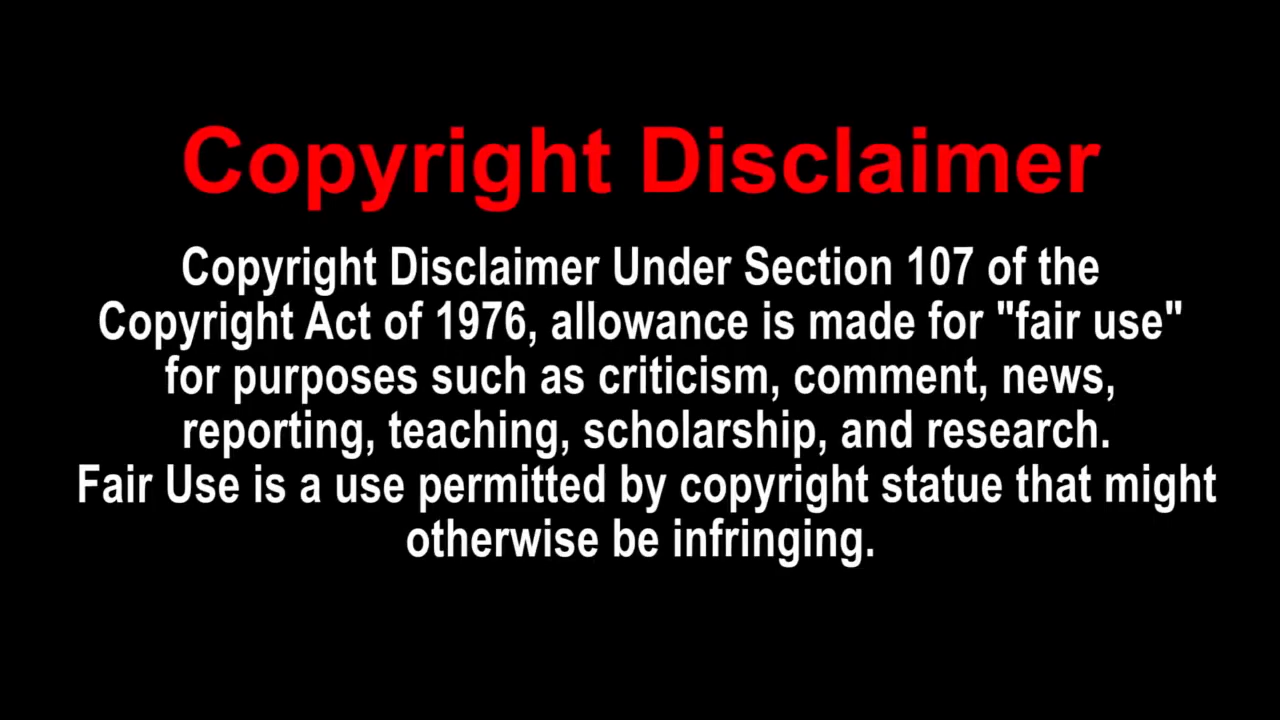 Copyright Disclaimer
Copyright Disclaimer Under Section 107 of the
Copyright Act of 1976, allowance is made for "fair use"
for purposes such as criticism, comment, news,
reporting, teaching, scholarship, and research.
Fair Use is a use permitted by copyright statue that might
otherwise be infringing.